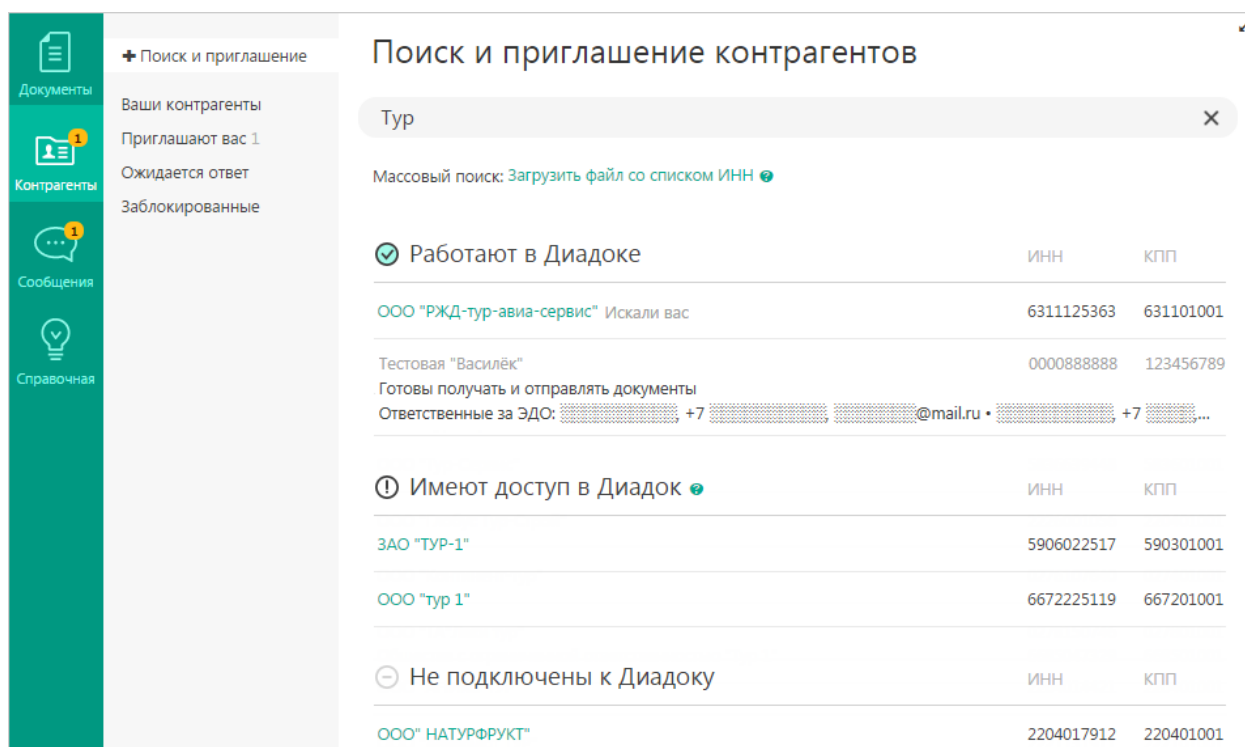 Документы
1
Контрагенты
1
Сообщения
Справочная
+ Поиск и приглашение
Ваши контрагенты
Приглашают вас 1
Ожидается ответ
Заблокированные
Поиск и приглашение контрагентов
Тур
Массовый поиск: Загрузить файл со списком ИНН ?
Работают в Диадоке ИНН КПП
ООО "РЖД-тур-авиа-сервис" Искали вас 6311125363 631101001
Тестовая "Василёк" 0000888888 123456789
Готовы получать и отправлять документы
Ответственные за ЭДО: , +7 , @mail.ru • , +7 ,...
Имеют доступ в Диадок ? ИНН КПП
ЗАО "ТУР-1" 5906022517 590301001
ООО "тур 1" 6672225119 667201001
Не подключены к Диадоку ИНН КПП
ООО" НАТУРФРУКТ" 2204017912 220401001